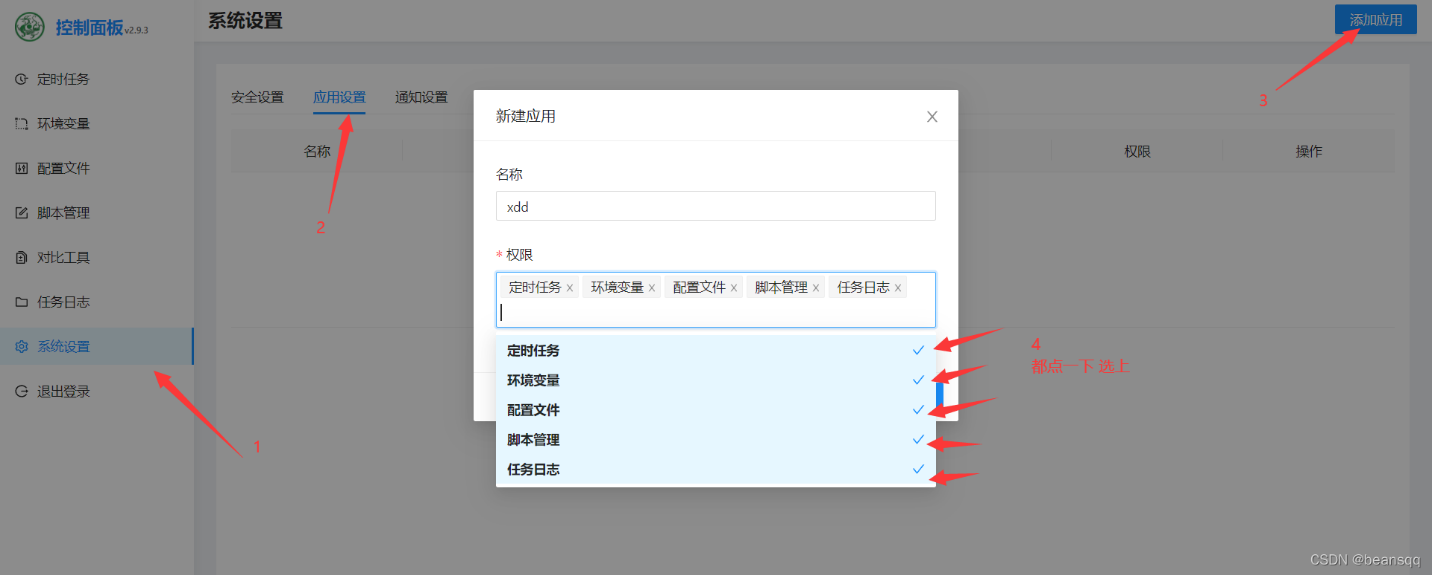 控制面板 v2.9.3
系统设置
添加应用
定时任务
环境变量
配置文件
脚本管理
对比工具
任务日志
系统设置
退出登录
安全设置 应用设置 通知设置
名称 权限 操作
新建应用
名称
xdd
* 权限
定时任务 x 环境变量 x 配置文件 x 脚本管理 x 任务日志 x
定时任务
环境变量
配置文件
脚本管理
任务日志
1
2
3
4
都点一下 选上
CSDN @beansqq